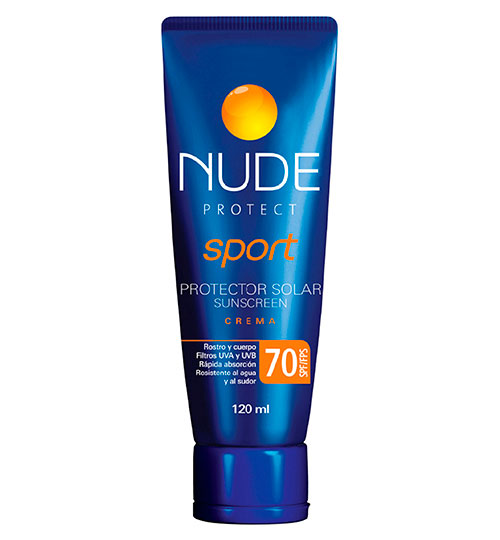 NUDE
PROTECT
sport
PROTECTOR SOLAR
SUNSCREEN
CREMA
Rostro y cuerpo
Filtros UVA y UVB
Rápida absorción
Resistente al agua
y al sudor
70 SPF/FPS
120 ml